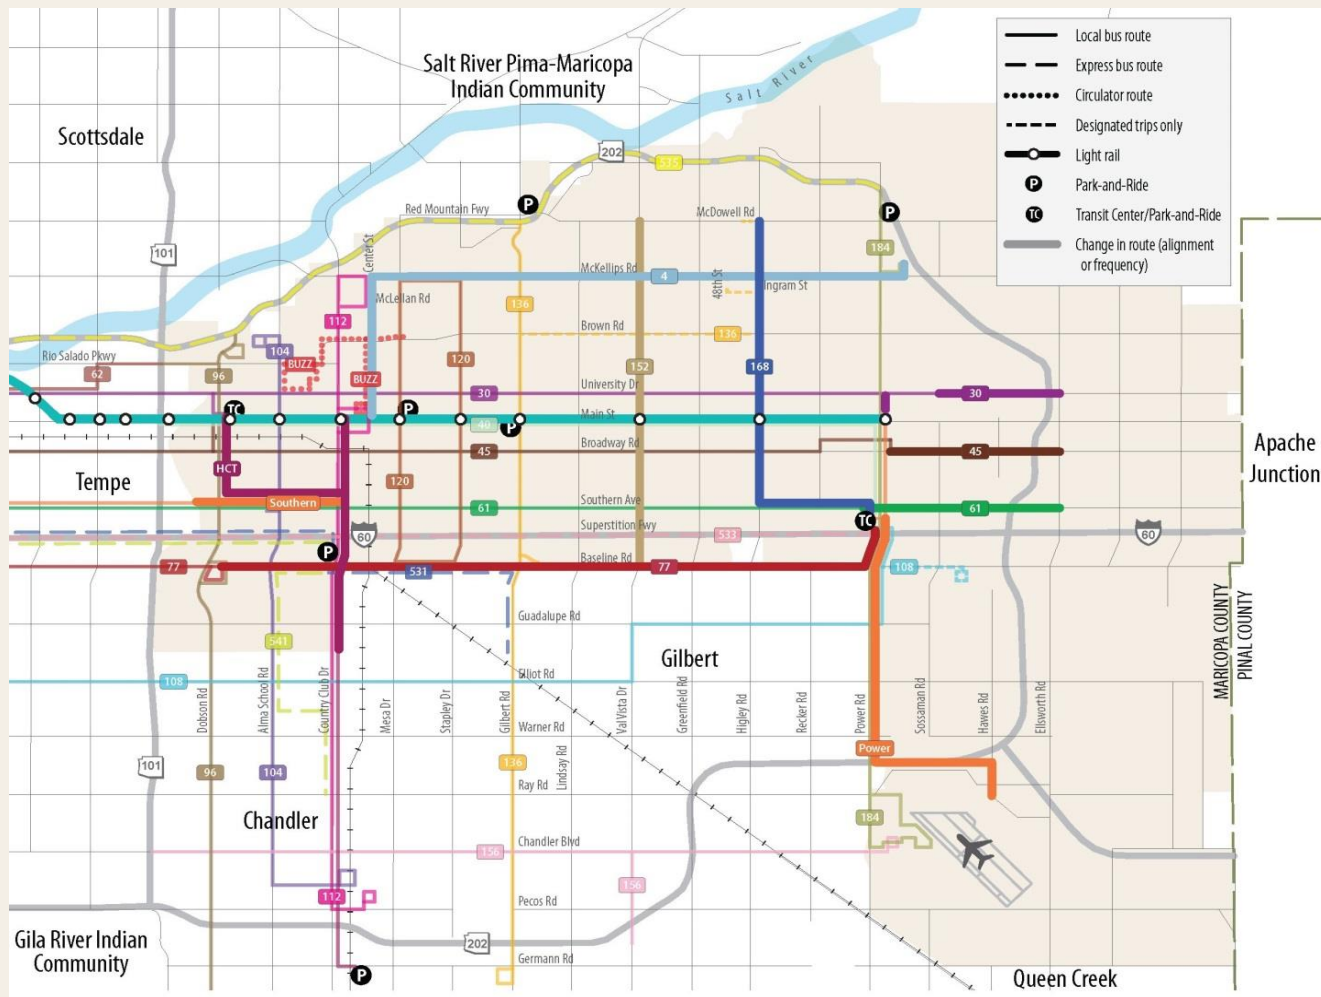 Salt River Pima-Maricopa
Indian Community
Salt River
Scottsdale
Local bus route
Express bus route
Circulator route
Designated trips only
Light rail
P
Park-and-Ride
TC
Transit Center/Park-and-Ride
Change in route (alignment
or frequency)
202
535
P
Red Mountain Fwy
McDowell Rd
P
101
184
Center St
McKellips Rd
4
48th St
Ingram St
McLellan Rd
136
112
Brown Rd
136
104
Rio Salado Pkwy
BUZZ
120
152
168
62
96
BUZZ
University Dr
30
30
TC
P
Main St
40
P
Broadway Rd
45
45
Apache
Junction
HCT
Tempe
120
Southern
Southern Ave
61
61
TC
Superstition Fwy
60
533
60
P
Baseline Rd
77
531
77
108
Guadalupe Rd
MARICOPA COUNTY
PINAL COUNTY
541
Gilbert
Elliot Rd
108
Dobson Rd
Alma School Rd
Country Club Dr
Mesa Dr
Stapley Dr
Gilbert Rd
Val Vista Dr
Greenfield Rd
Higley Rd
Recker Rd
Power Rd
Sossaman Rd
Hawes Rd
Ellsworth Rd
Warner Rd
Power
101
96
104
136
Lindsay Rd
Ray Rd
Chandler
184
Chandler Blvd
156
156
112
Pecos Rd
Gila River Indian
Community
202
Germann Rd
P
Queen Creek